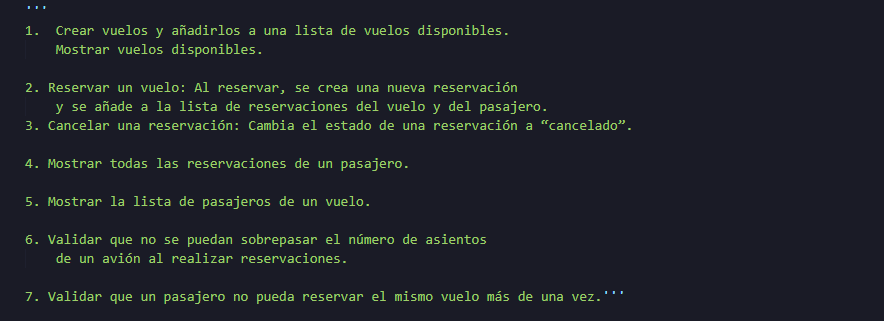 '''
1.  Crear vuelos y añadirlos a una lista de vuelos disponibles.
    Mostrar vuelos disponibles.
2. Reservar un vuelo: Al reservar, se crea una nueva reservación
    y se añade a la lista de reservaciones del vuelo y del pasajero.
3. Cancelar una reservación: Cambia el estado de una reservación a “cancelado”.
4. Mostrar todas las reservaciones de un pasajero.
5. Mostrar la lista de pasajeros de un vuelo.
6. Validar que no se puedan sobrepasar el número de asientos
    de un avión al realizar reservaciones.
7. Validar que un pasajero no pueda reservar el mismo vuelo más de una vez.'''